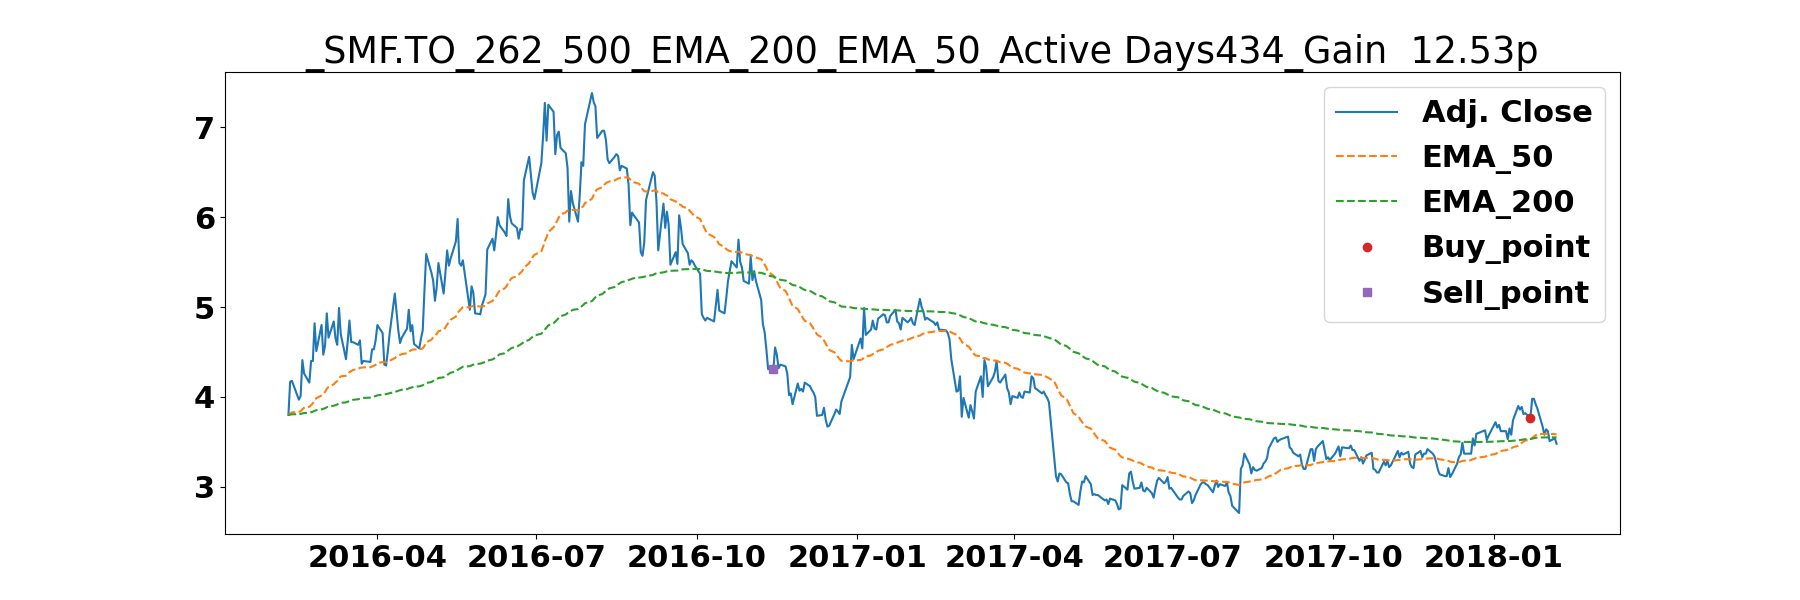 _SMF.TO_262_500_EMA_200_EMA_50_Active Days434_Gain  12.53p
7
6
5
4
3
Adj. Close
EMA_50
EMA_200
Buy_point
Sell_point
2016-04 2016-07 2016-10 2017-01 2017-04 2017-07 2017-10 2018-01